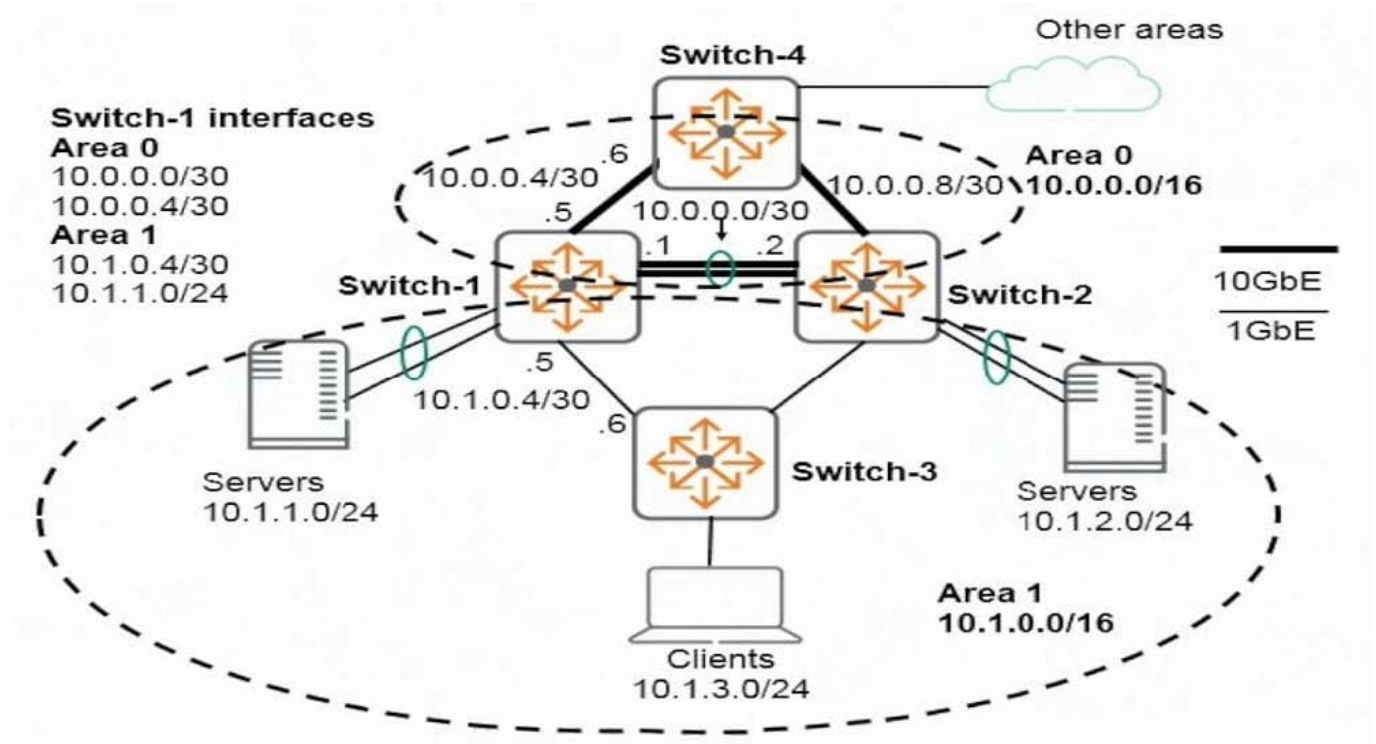 Other areas
Switch-4
Switch-1 interfaces
Area 0
10.0.0.0/30
10.0.0.4/30
Area 1
10.1.0.4/30
10.1.1.0/24
.6
10.0.0.4/30
.5
10.0.0.8/30
Area 0
10.0.0.0/16
10.0.0.0/30
.1
.2
Switch-1
Switch-2
10GbE
1GbE
.5
10.1.0.4/30
.6
Switch-3
Servers
10.1.1.0/24
Servers
10.1.2.0/24
Area 1
10.1.0.0/16
Clients
10.1.3.0/24